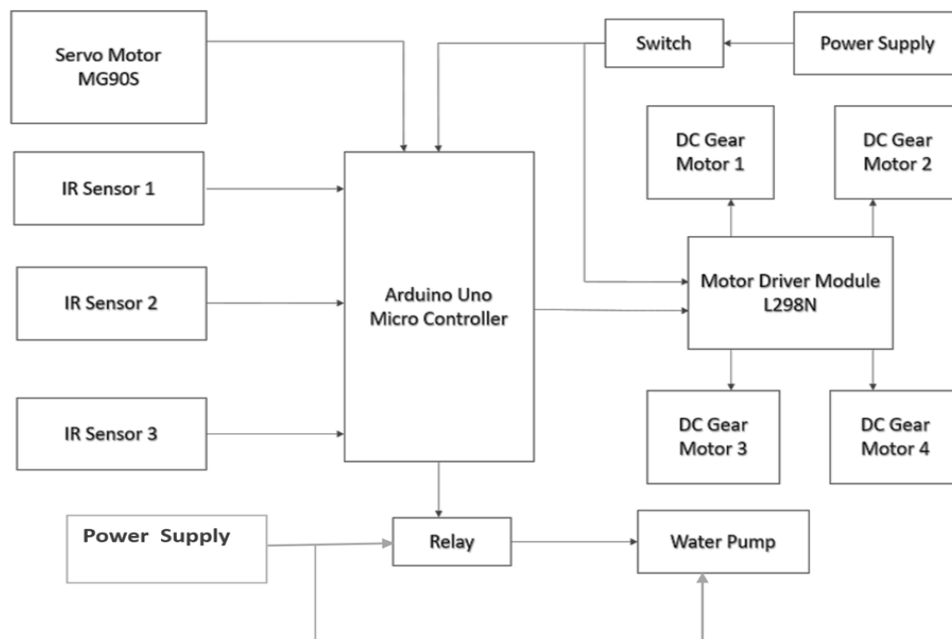 Servo Motor
MG90S
Switch
Power Supply
DC Gear
Motor 1
DC Gear
Motor 2
IR Sensor 1
IR Sensor 2
Arduino Uno
Micro Controller
Motor Driver Module
L298N
IR Sensor 3
DC Gear
Motor 3
DC Gear
Motor 4
Power Supply
Relay
Water Pump